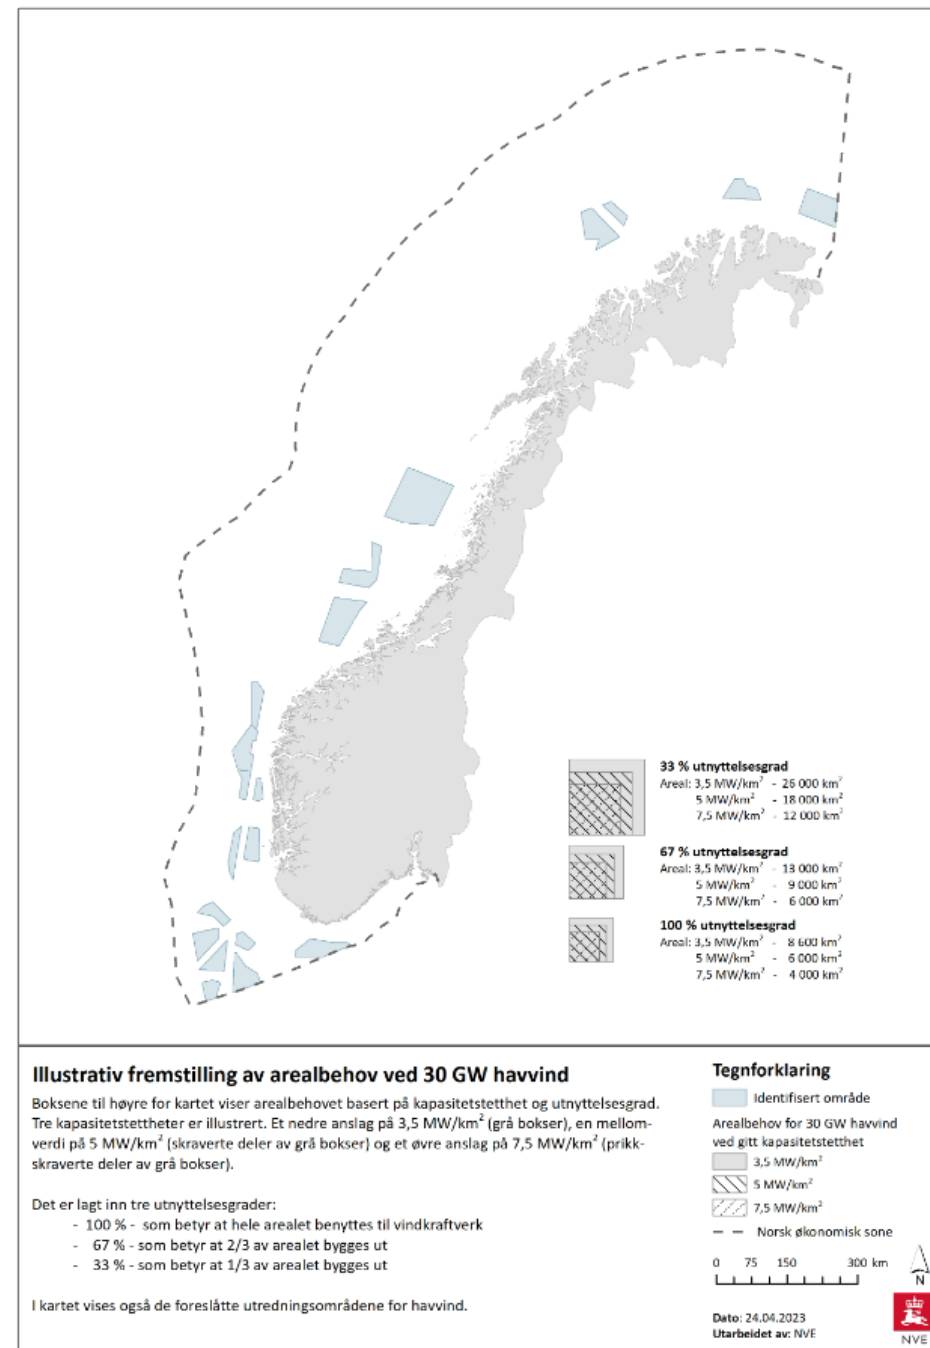 33 % utnyttelsesgrad
Areal: 3,5 MW/km² - 26 000 km²
5 MW/km² - 18 000 km²
7,5 MW/km² - 12 000 km²
67 % utnyttelsesgrad
Areal: 3,5 MW/km² - 13 000 km²
5 MW/km² - 9 000 km²
7,5 MW/km² - 6 000 km²
100 % utnyttelsesgrad
Areal: 3,5 MW/km² - 8 600 km²
5 MW/km² - 6 000 km²
7,5 MW/km² - 4 000 km²
Illustrativ fremstilling av arealbehov ved 30 GW havvind
Boksene til høyre for kartet viser arealbehovet basert på kapasitetstetthet og utnyttelsesgrad.
Tre kapasitetstettheter er illustrert. Et nedre anslag på 3,5 MW/km² (grå bokser), en mellom-
verdi på 5 MW/km² (skraverte deler av grå bokser) og et øvre anslag på 7,5 MW/km² (prikk-
skraverte deler av grå bokser).
Det er lagt inn tre utnyttelsesgrader:
- 100 % - som betyr at hele arealet benyttes til vindkraftverk
- 67 % - som betyr at 2/3 av arealet bygges ut
- 33 % - som betyr at 1/3 av arealet bygges ut
I kartet vises også de foreslåtte utredningsområdene for havvind.
Tegnforklaring
Identifisert område
Arealbehov for 30 GW havvind
ved gitt kapasitetstetthet
3,5 MW/km²
5 MW/km²
7,5 MW/km²
Norsk økonomisk sone
0 75 150 300 km
N
Dato: 24.04.2023
Utarbeidet av: NVE
NVE